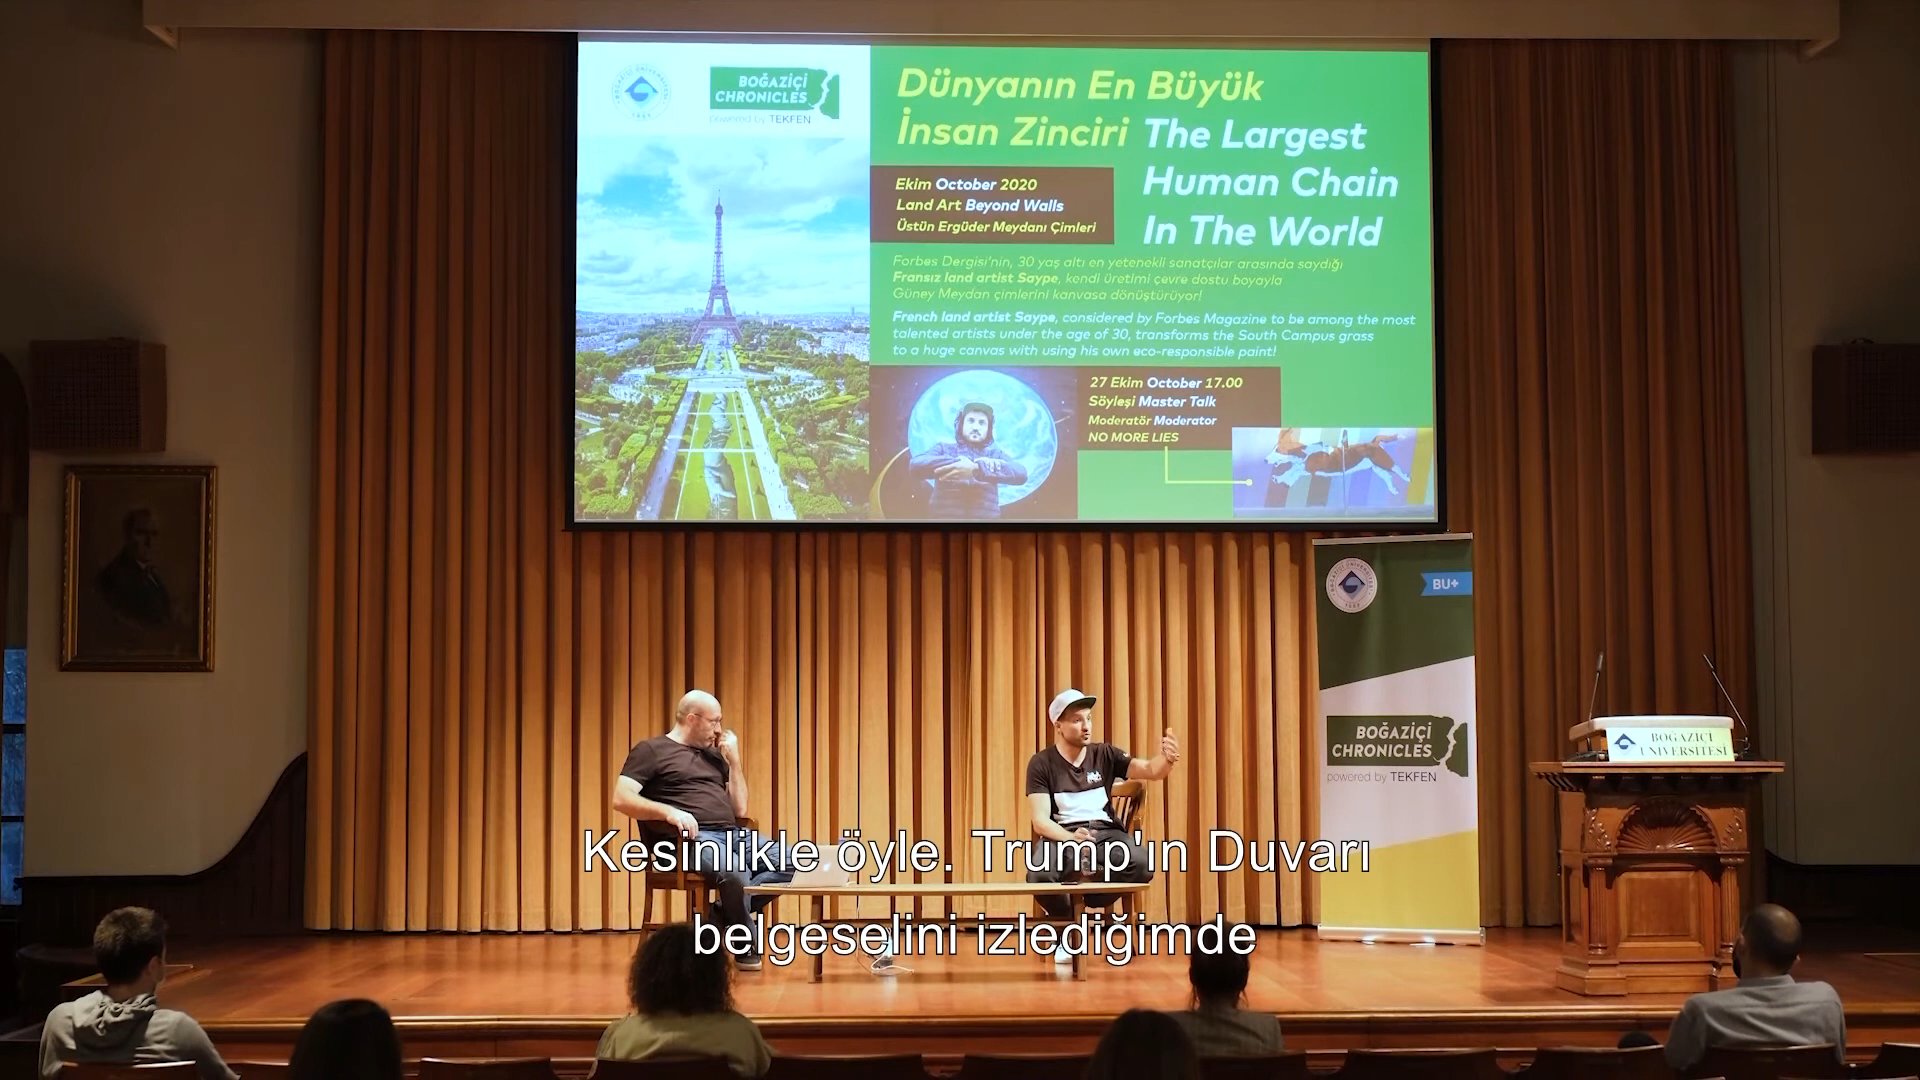 BOĞAZİÇİ
CHRONICLES
powered by TEKFEN
Dünyanın En Büyük
İnsan Zinciri The Largest
Human Chain
In The World
Ekim October 2020
Land Art Beyond Walls
Üstün Ergüder Meydanı Çimleri
Forbes Dergisi'nin, 30 yaş altı en yetenekli sanatçılar arasında saydığı
Fransız land artist Saype, kendi üretimi çevre dostu boyayla
Güney Meydan çimlerini kanvasa dönüştürüyor!
French land artist Saype, considered by Forbes Magazine to be among the most
talented artists under the age of 30, transforms the South Campus grass
to a huge canvas with using his own eco-responsible paint!
27 Ekim October 17.00
Söyleşi Master Talk
Moderatör Moderator
NO MORE LIES
BU+
BOĞAZİÇİ
CHRONICLES
powered by TEKFEN
BOĞAZİÇİ
ÜNİVERSİTESİ
Kesinlikle öyle. Trump'ın Duvarı
belgeselini izlediğimde